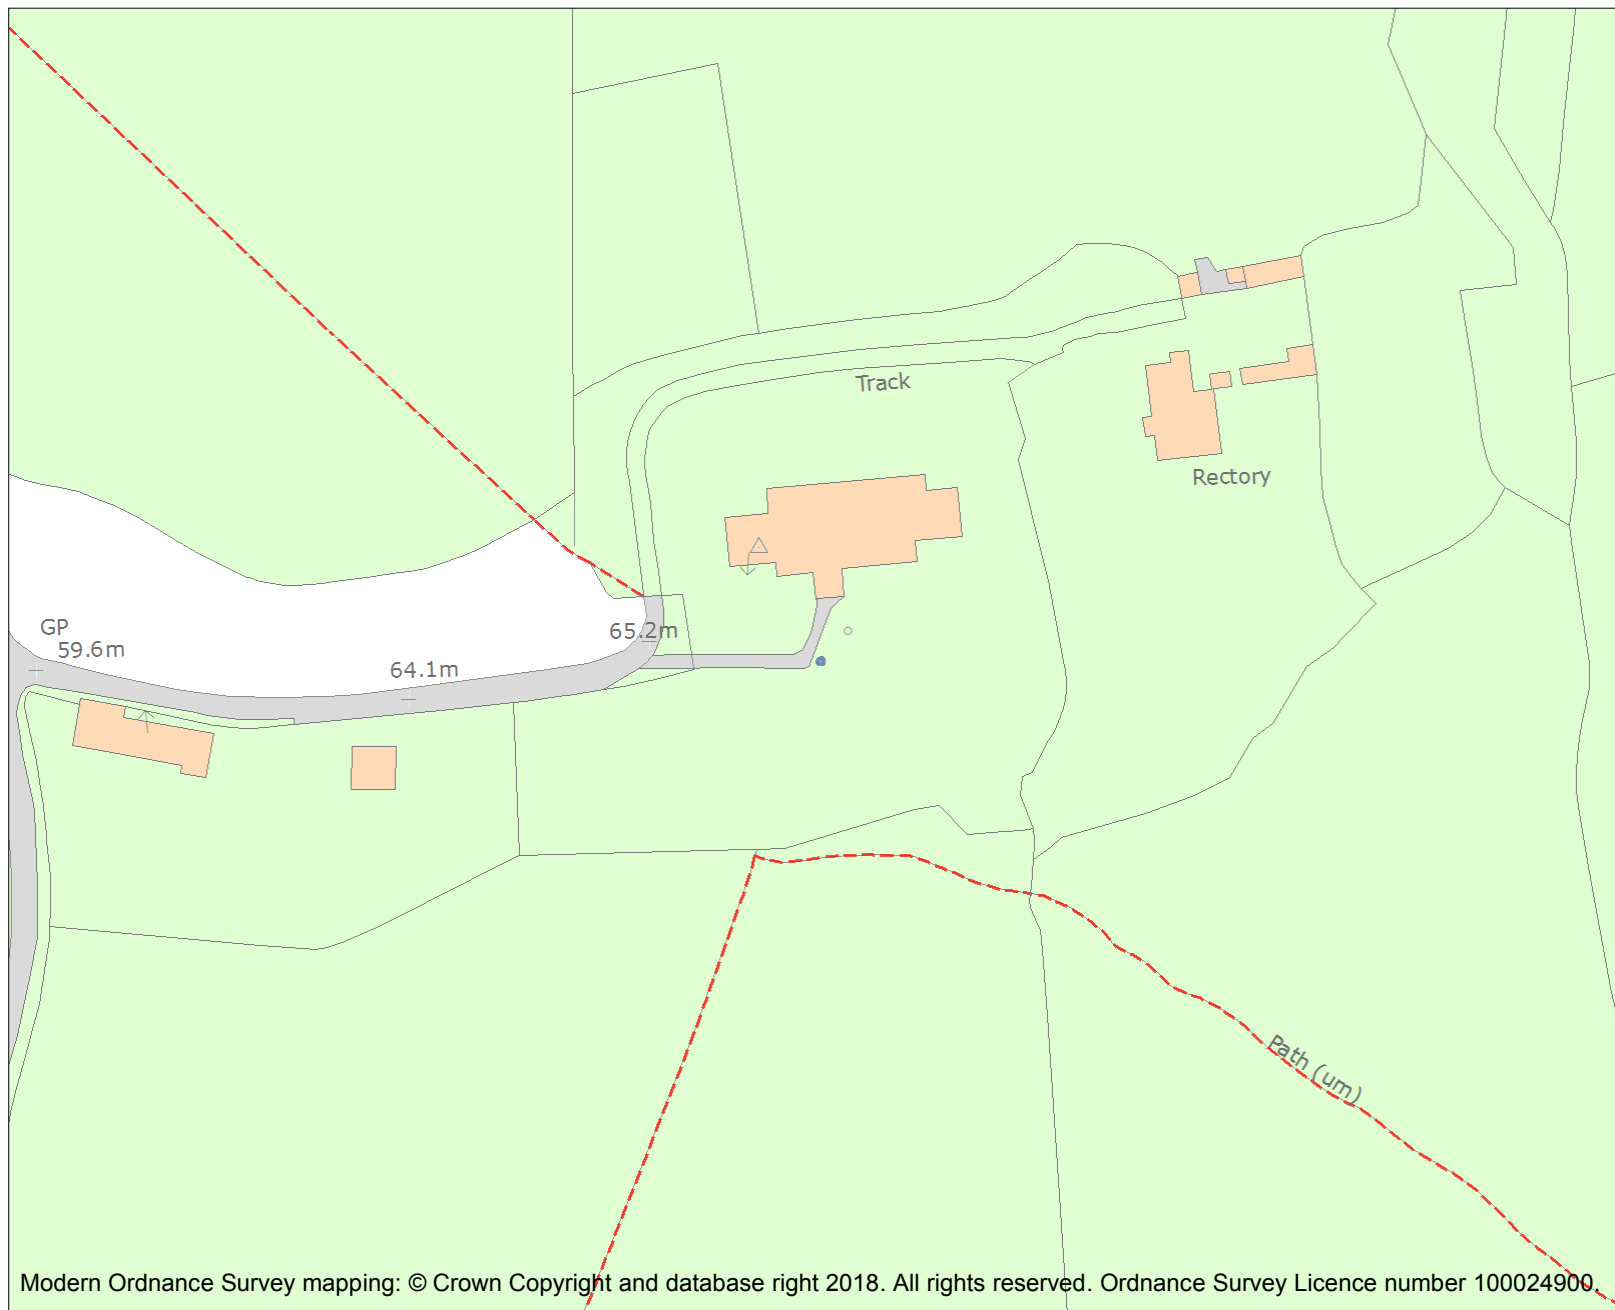 Track
Rectory
GP
59.6m
65.2m
64.1m
Path (um)
Modern Ordnance Survey mapping: © Crown Copyright and database right 2018. All rights reserved. Ordnance Survey Licence number 100024900.